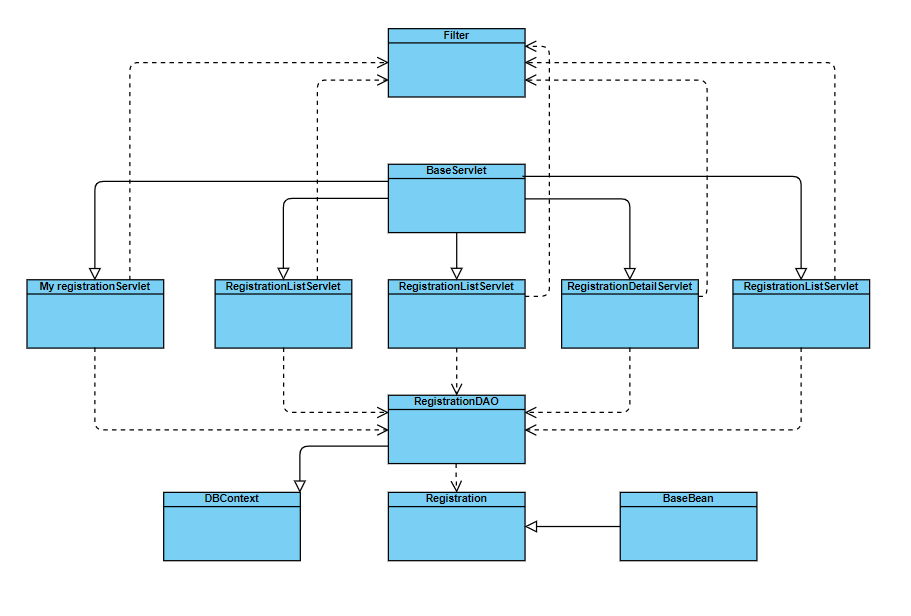 Filter
BaseServlet
My registrationServlet
RegistrationListServlet
RegistrationListServlet
RegistrationDetailServlet
RegistrationListServlet
RegistrationDAO
DBContext
Registration
BaseBean